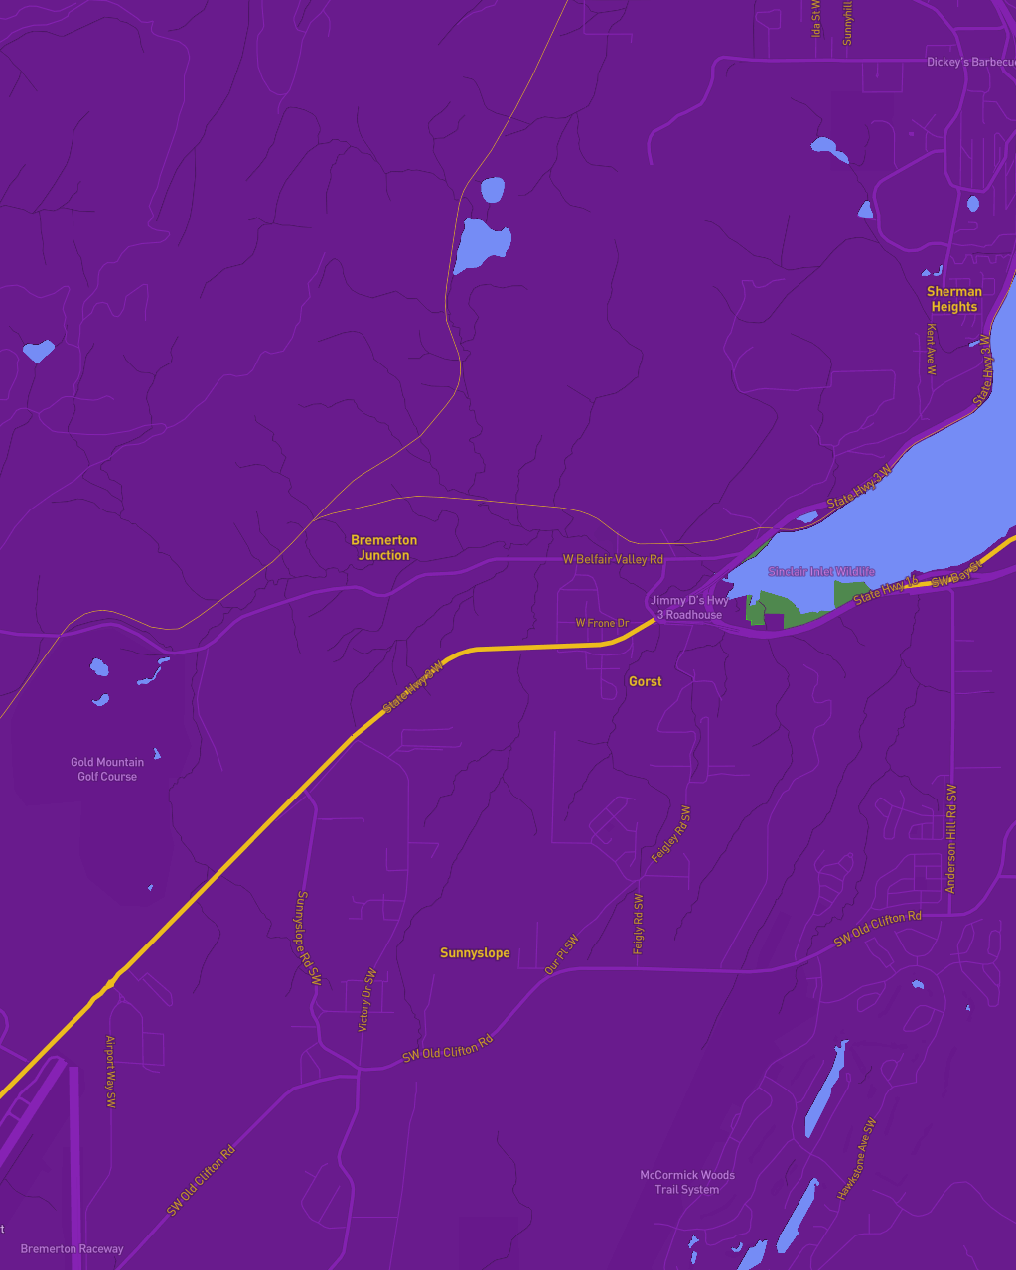 Ida St W
Sunnyhill
Dickey's Barbecue
Sherman
Heights
Kent Ave W
State Hwy 3 W
State Hwy 3 W
Bremerton
Junction
W Belfair Valley Rd
Sinclair Inlet Wildlife
State Hwy 16
SW Bay St
Jimmy D's Hwy
3 Roadhouse
W Frone Dr
State Hwy 3 W
Gorst
Gold Mountain
Golf Course
Feigley Rd SW
Anderson Hill Rd SW
Sunnyslope Rd SW
Feigly Rd SW
SW Old Clifton Rd
Sunnyslope
Our Pl SW
Victory Dr SW
SW Old Clifton Rd
Airport Way SW
SW Old Clifton Rd
McCormick Woods
Trail System
Hawkstone Ave SW
t
Bremerton Raceway